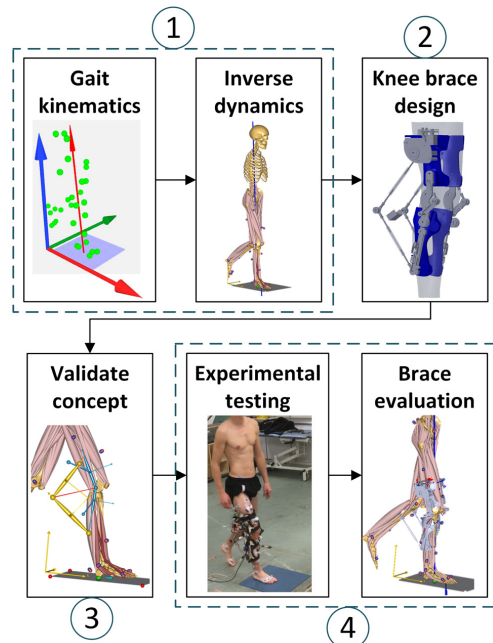 1
2
Gait
kinematics
Inverse
dynamics
Knee brace
design
Validate
concept
Experimental
testing
Brace
evaluation
3
4